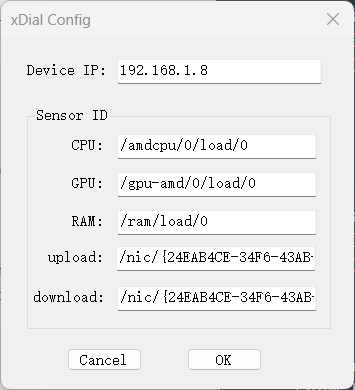 xDial Config
Device IP: 192.168.1.8
Sensor ID
CPU: /amdcpu/0/load/0
GPU: /gpu-amd/0/load/0
RAM: /ram/load/0
upload: /nic/{24EAB4CE-34F6-43AB-
download: /nic/{24EAB4CE-34F6-43AB-
Cancel OK